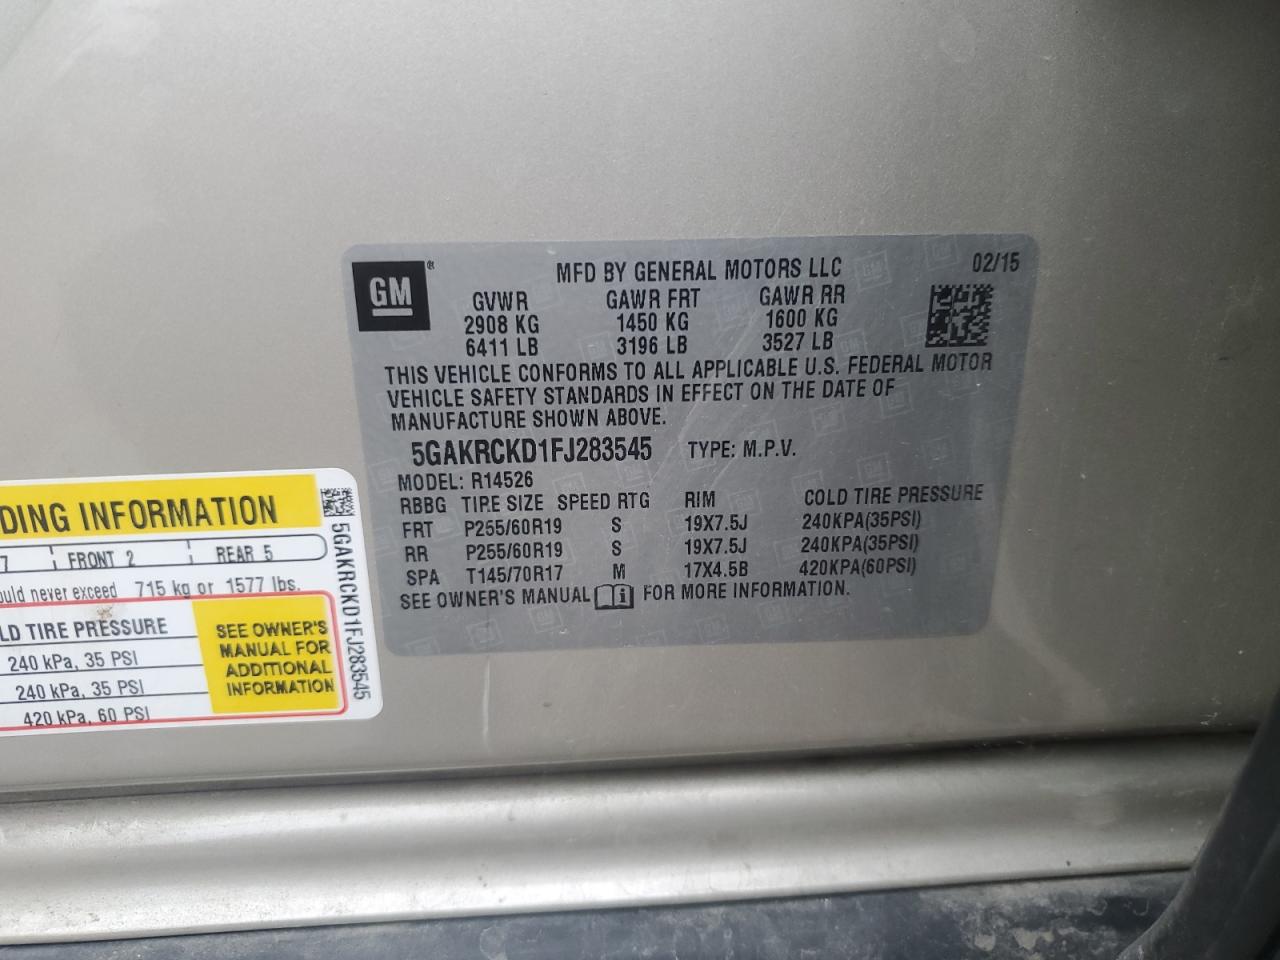 GM®
MFD BY GENERAL MOTORS LLC 02/15
GVWR GAWR FRT GAWR RR
2908 KG 1450 KG 1600 KG
6411 LB 3196 LB 3527 LB
THIS VEHICLE CONFORMS TO ALL APPLICABLE U.S. FEDERAL MOTOR
VEHICLE SAFETY STANDARDS IN EFFECT ON THE DATE OF
MANUFACTURE SHOWN ABOVE.
5GAKRCKD1FJ283545 TYPE: M.P.V.
MODEL: R14526
RBBG TIRE SIZE SPEED RTG RIM COLD TIRE PRESSURE
FRT P255/60R19 S 19X7.5J 240KPA(35PSI)
RR P255/60R19 S 19X7.5J 240KPA(35PSI)
SPA T145/70R17 M 17X4.5B 420KPA(60PSI)
SEE OWNER'S MANUAL FOR MORE INFORMATION.
DING INFORMATION
7 FRONT 2 REAR 5
ould never exceed 715 kg or 1577 lbs.
LD TIRE PRESSURE
240 kPa, 35 PSI
240 kPa, 35 PSI
420 kPa, 60 PSI
SEE OWNER'S
MANUAL FOR
ADDITIONAL
INFORMATION
5GAKRCKD1FJ283545